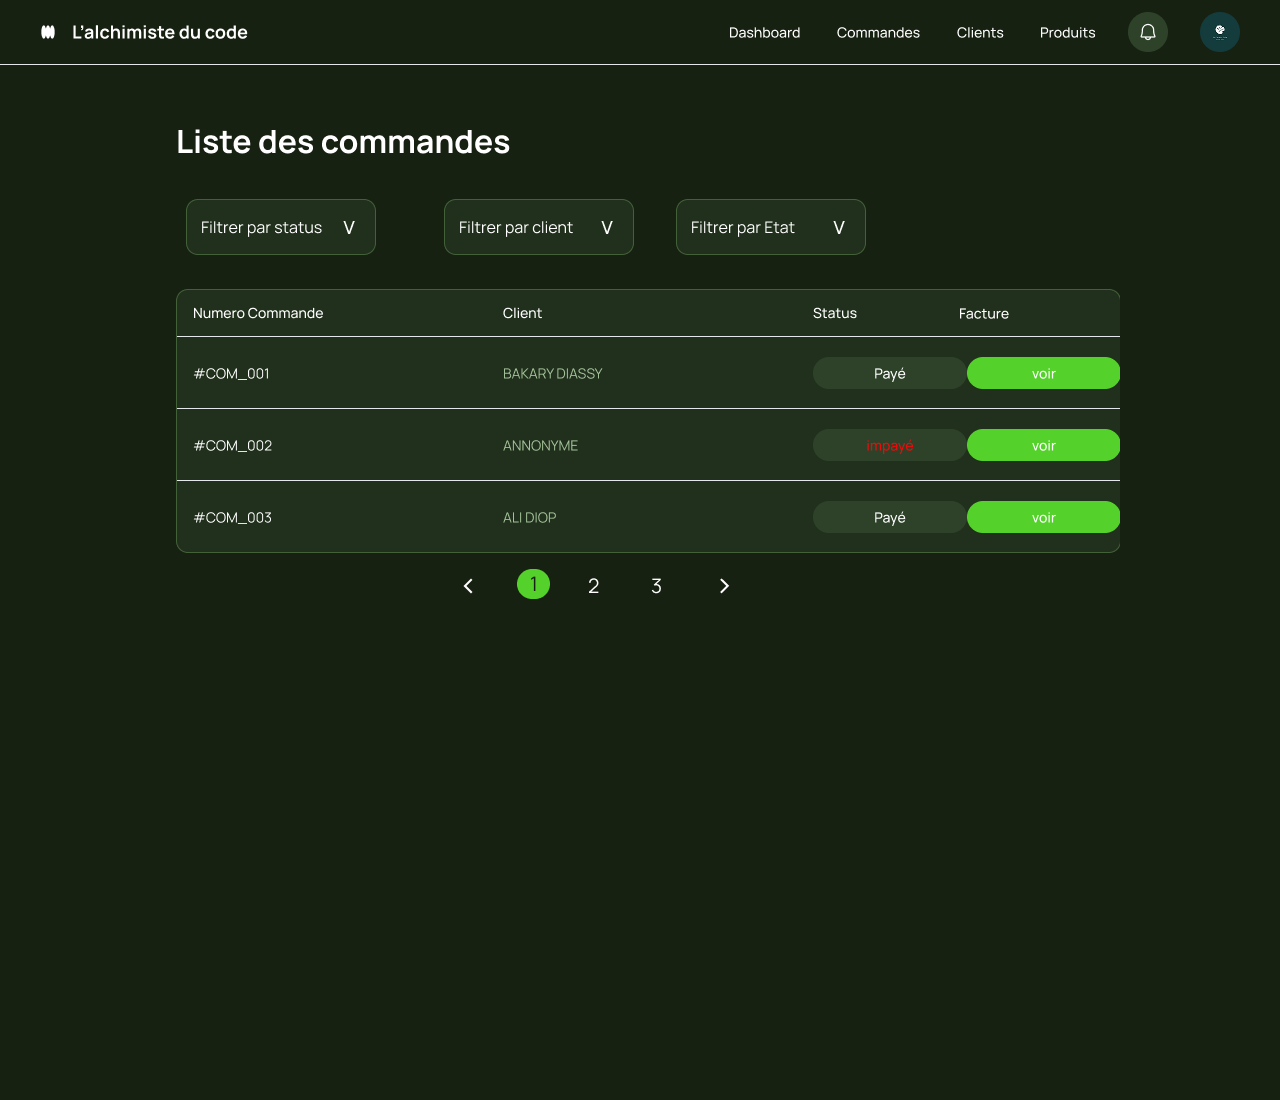 L'alchimiste du code
Dashboard Commandes Clients Produits
Liste des commandes
Filtrer par status V Filtrer par client V Filtrer par Etat V
Numero Commande Client Status Facture
#COM_001 BAKARY DIASSY Payé voir
#COM_002 ANNONYME impayé voir
#COM_003 ALI DIOP Payé voir
1 2 3